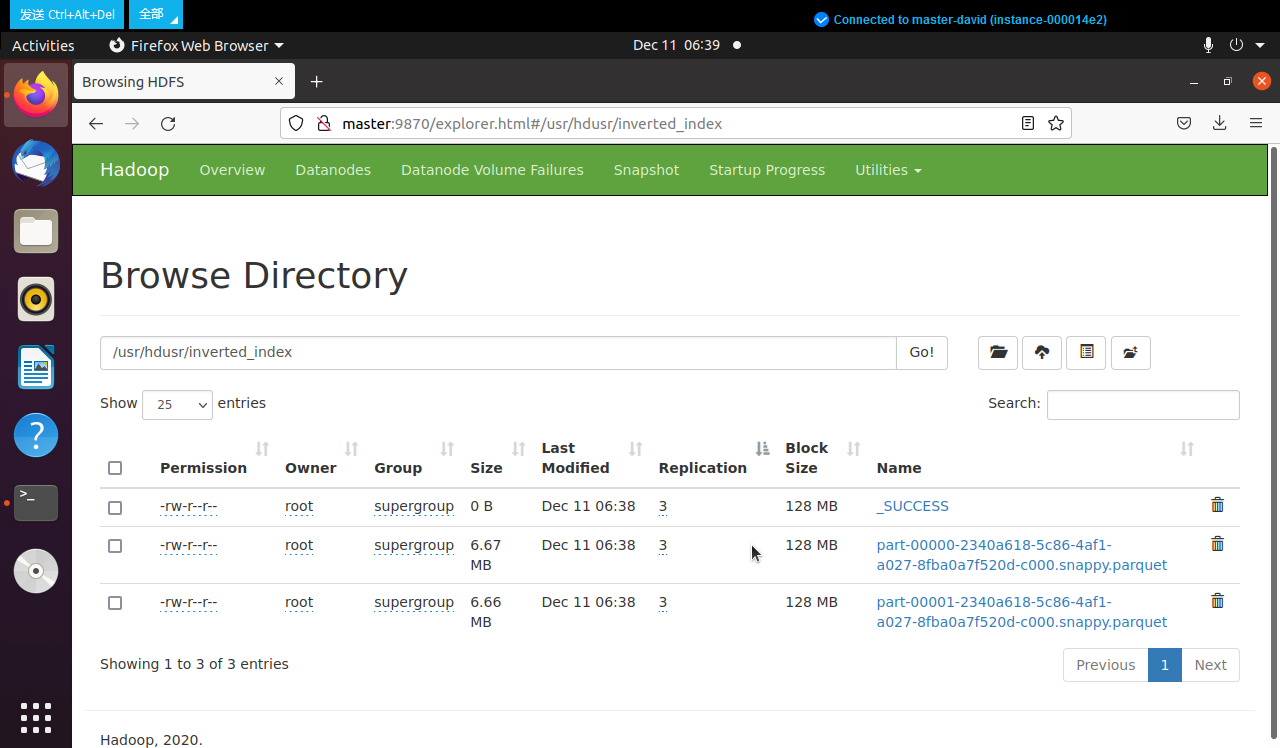 发送 Ctrl+Alt+Del 全部
Connected to master-david (instance-000014e2)
Activities Firefox Web Browser Dec 11 06:39
Browsing HDFS
master:9870/explorer.html#/usr/hdusr/inverted_index
Hadoop Overview Datanodes Datanode Volume Failures Snapshot Startup Progress Utilities
Browse Directory
/usr/hdusr/inverted_index Go!
Show 25 entries Search:
Permission Owner Group Size Last Modified Replication Block Size Name
-rw-r--r-- root supergroup 0 B Dec 11 06:38 3 128 MB _SUCCESS
-rw-r--r-- root supergroup 6.67 MB Dec 11 06:38 3 128 MB part-00000-2340a618-5c86-4af1-
a027-8fba0a7f520d-c000.snappy.parquet
-rw-r--r-- root supergroup 6.66 MB Dec 11 06:38 3 128 MB part-00001-2340a618-5c86-4af1-
a027-8fba0a7f520d-c000.snappy.parquet
Showing 1 to 3 of 3 entries Previous 1 Next
Hadoop, 2020.